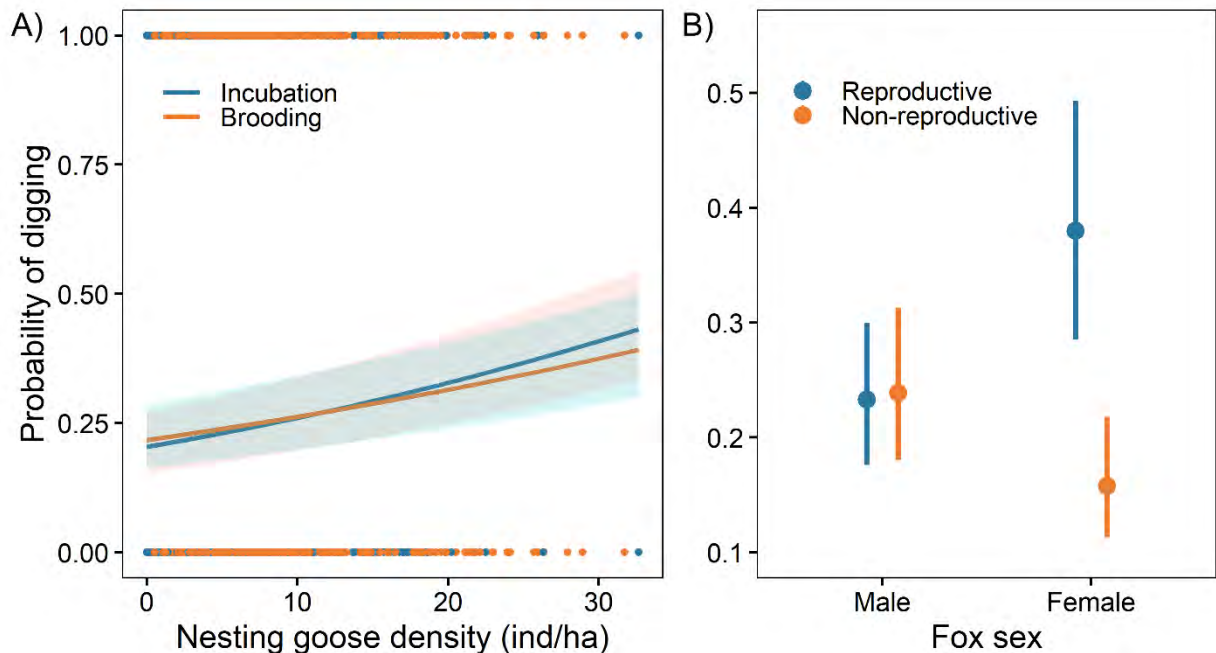 A)
1.00
0.75
0.50
0.25
0.00
Probability of digging
Incubation
Brooding
0 10 20 30
Nesting goose density (ind/ha)
B)
0.5
0.4
0.3
0.2
0.1
Reproductive
Non-reproductive
Male Female
Fox sex